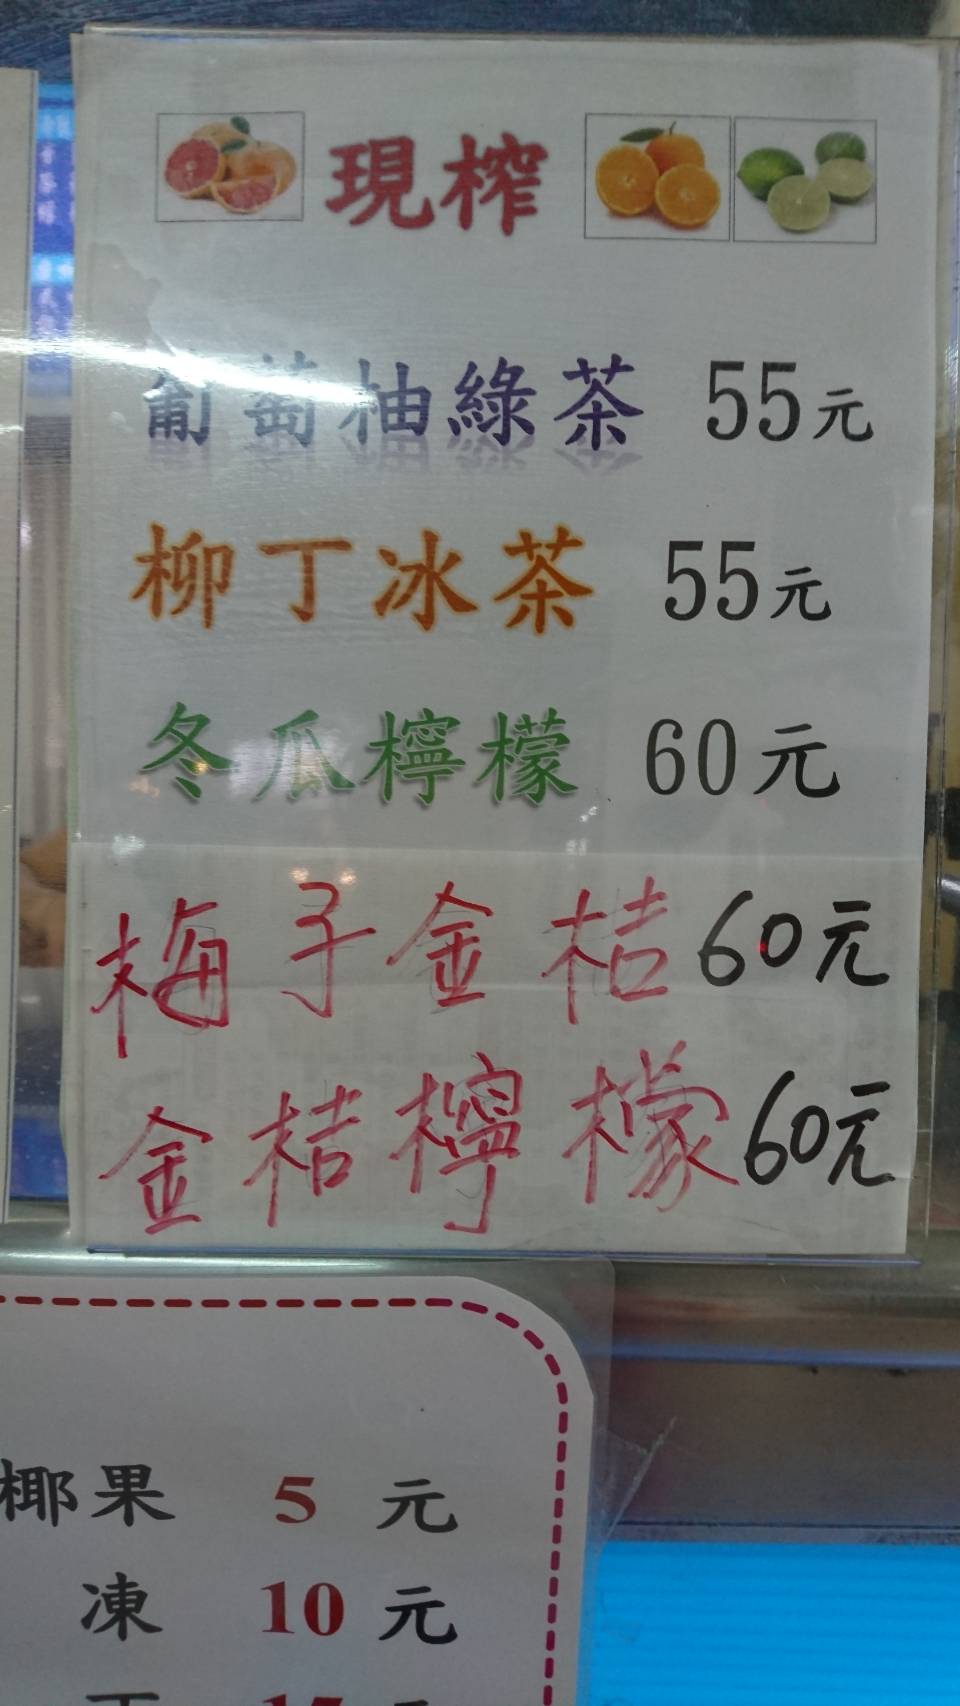 現榨
葡萄柚綠茶 55元
柳丁冰茶 55元
冬瓜檸檬 60元
梅子金桔 60元
金桔檸檬 60元
椰果 5 元
凍 10 元